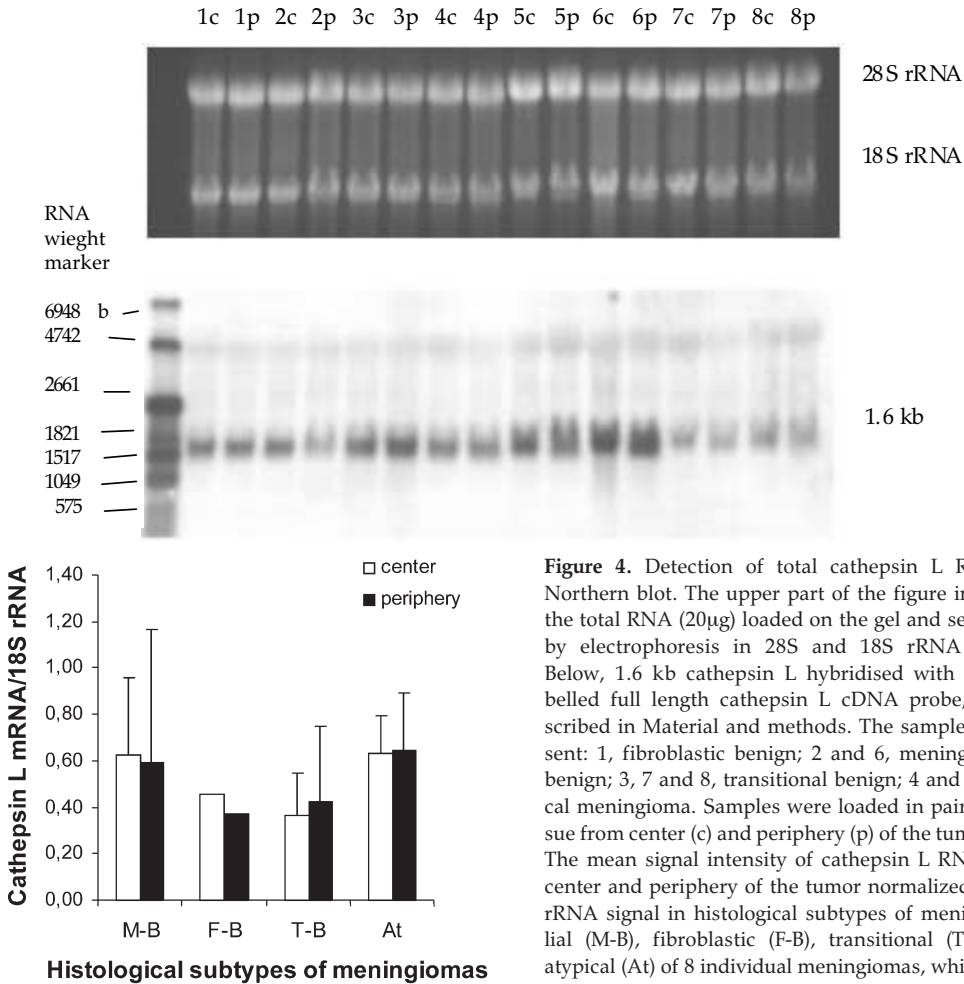 1c 1p 2c 2p 3c 3p 4c 4p 5c 5p 6c 6p 7c 7p 8c 8p
28S rRNA
18S rRNA
RNA
wieght
marker
6948 b
4742
2661
1821
1517
1049
575
1.6 kb
1,40
1,20
1,00
0,80
0,60
0,40
0,20
0,00
Cathepsin L mRNA/18S rRNA
center
periphery
M-B F-B T-B At
Histological subtypes of meningiomas
Figure 4. Detection of total cathepsin L R
Northern blot. The upper part of the figure in
the total RNA (20µg) loaded on the gel and se
by electrophoresis in 28S and 18S rRNA
Below, 1.6 kb cathepsin L hybridised with
belled full length cathepsin L cDNA probe,
scribed in Material and methods. The sample
sent: 1, fibroblastic benign; 2 and 6, mening
benign; 3, 7 and 8, transitional benign; 4 and
cal meningioma. Samples were loaded in pair
sue from center (c) and periphery (p) of the tum
The mean signal intensity of cathepsin L RN
center and periphery of the tumor normalized
rRNA signal in histological subtypes of meni
lial (M-B), fibroblastic (F-B), transitional (T
atypical (At) of 8 individual meningiomas, whi